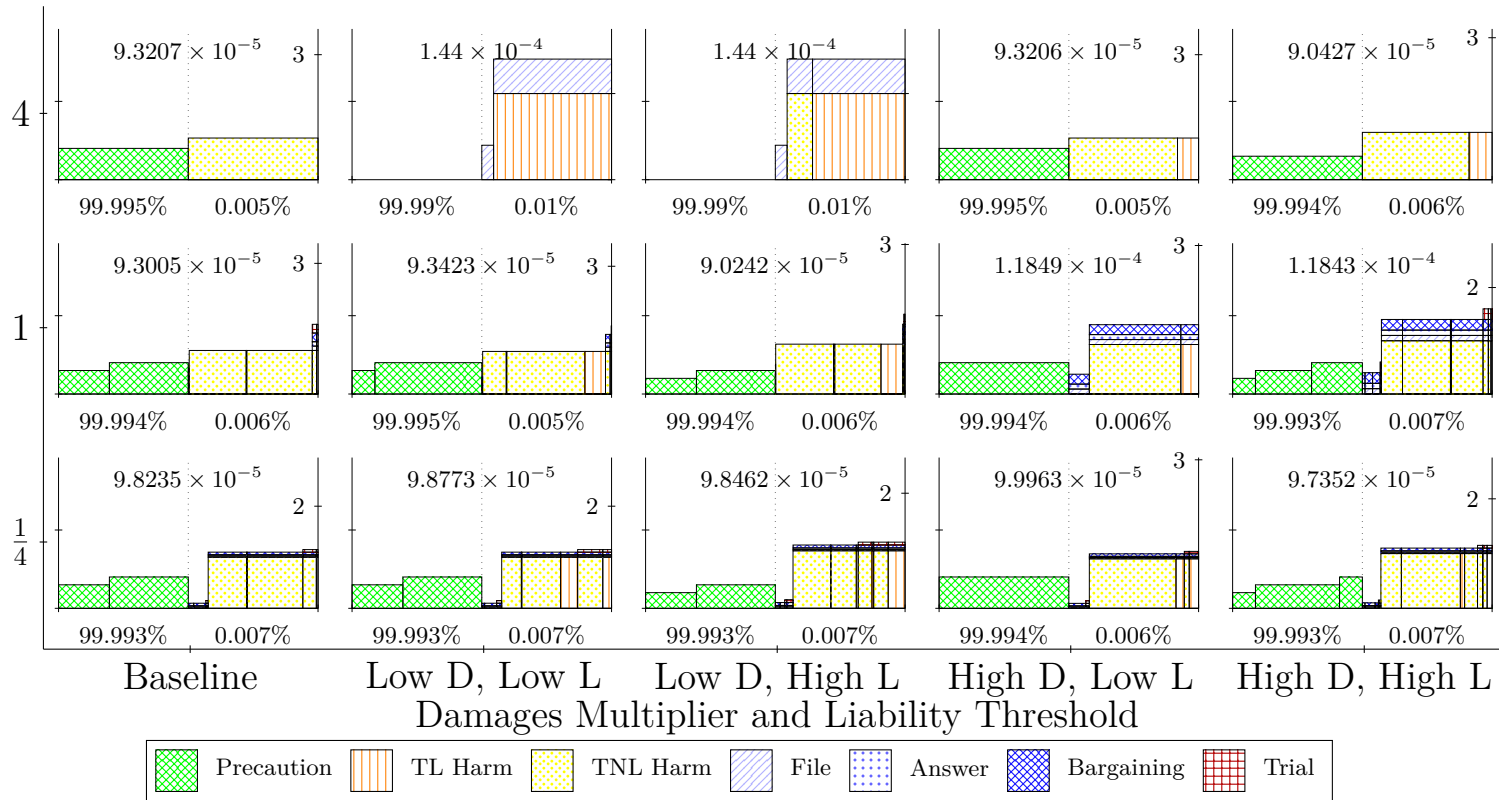 9.3207 × 10⁻⁵ 3 1.44 × 10⁻⁴ 1.44 × 10⁻⁴ 9.3206 × 10⁻⁵ 3 9.0427 × 10⁻⁵ 3
4
99.995% 0.005% 99.99% 0.01% 99.99% 0.01% 99.995% 0.005% 99.994% 0.006%
9.3005 × 10⁻⁵ 3 9.3423 × 10⁻⁵ 3 9.0242 × 10⁻⁵ 3 1.1849 × 10⁻⁴ 3 1.1843 × 10⁻⁴ 2
1
99.994% 0.006% 99.995% 0.005% 99.994% 0.006% 99.994% 0.006% 99.993% 0.007%
9.8235 × 10⁻⁵ 2 9.8773 × 10⁻⁵ 2 9.8462 × 10⁻⁵ 2 9.9963 × 10⁻⁵ 3 9.7352 × 10⁻⁵ 2
1/4
99.993% 0.007% 99.993% 0.007% 99.993% 0.007% 99.994% 0.006% 99.993% 0.007%
Baseline Low D, Low L Low D, High L High D, Low L High D, High L
Damages Multiplier and Liability Threshold
Precaution TL Harm TNL Harm File Answer Bargaining Trial